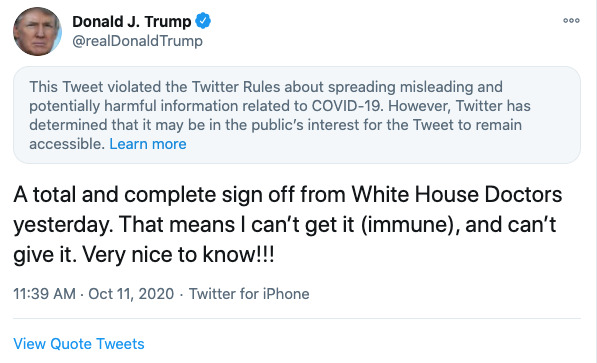 Donald J. Trump
@realDonaldTrump
This Tweet violated the Twitter Rules about spreading misleading and
potentially harmful information related to COVID-19. However, Twitter has
determined that it may be in the public’s interest for the Tweet to remain
accessible. Learn more
A total and complete sign off from White House Doctors
yesterday. That means I can’t get it (immune), and can’t
give it. Very nice to know!!!
11:39 AM · Oct 11, 2020 · Twitter for iPhone
View Quote Tweets